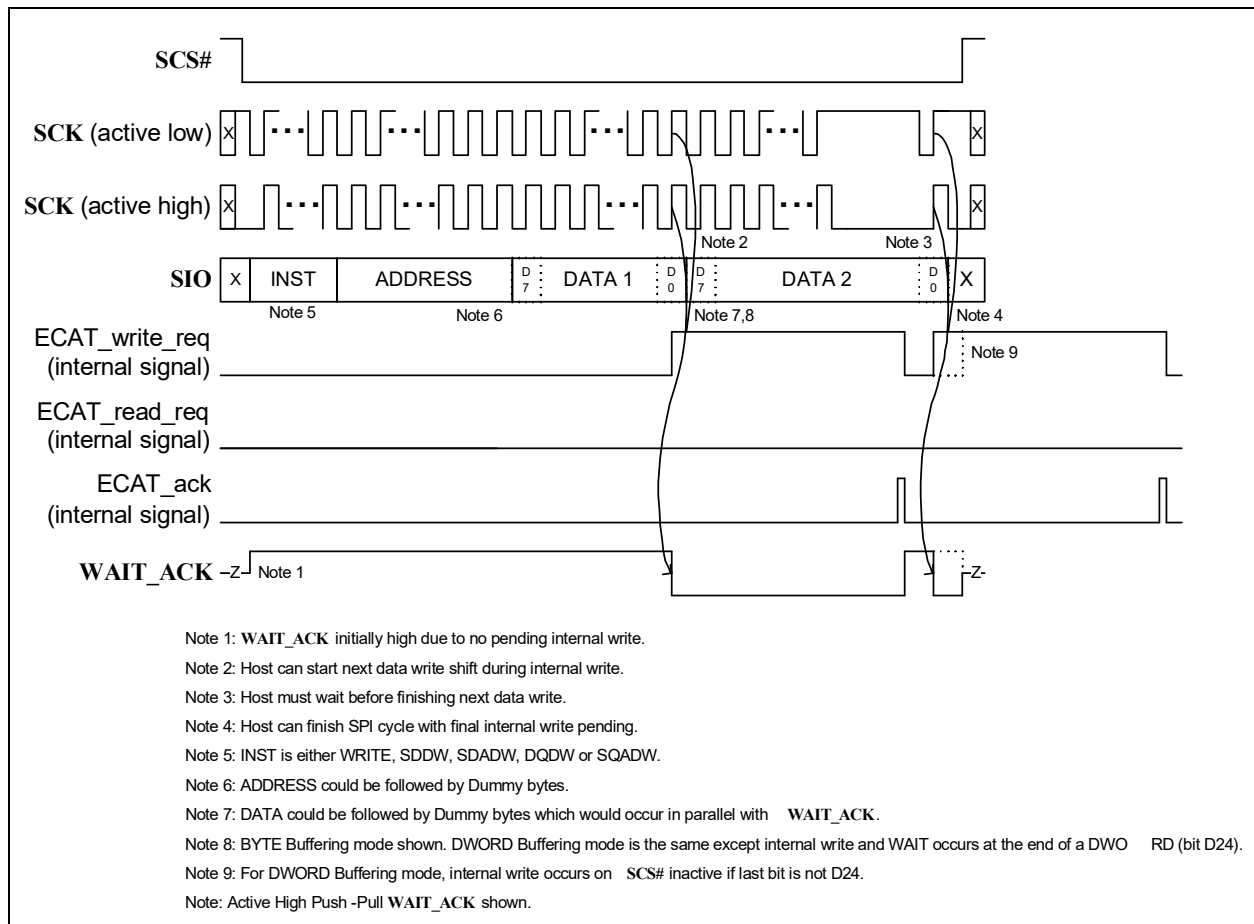 SCS#
SCK (active low)
X
X
SCK (active high)
X
X
Note 2
Note 3
SIO
X
INST
ADDRESS
D7
DATA 1
D0
D7
DATA 2
D0
X
Note 5
Note 6
Note 7,8
Note 4
ECAT_write_req
(internal signal)
Note 9
ECAT_read_req
(internal signal)
ECAT_ack
(internal signal)
WAIT_ACK
Z
Note 1
Z
Note 1: WAIT_ACK initially high due to no pending internal write.
Note 2: Host can start next data write shift during internal write.
Note 3: Host must wait before finishing next data write.
Note 4: Host can finish SPI cycle with final internal write pending.
Note 5: INST is either WRITE, SDDW, SDADW, DQDW or SQADW.
Note 6: ADDRESS could be followed by Dummy bytes.
Note 7: DATA could be followed by Dummy bytes which would occur in parallel with WAIT_ACK.
Note 8: BYTE Buffering mode shown. DWORD Buffering mode is the same except internal write and WAIT occurs at the end of a DWO RD (bit D24).
Note 9: For DWORD Buffering mode, internal write occurs on SCS# inactive if last bit is not D24.
Note: Active High Push -Pull WAIT_ACK shown.